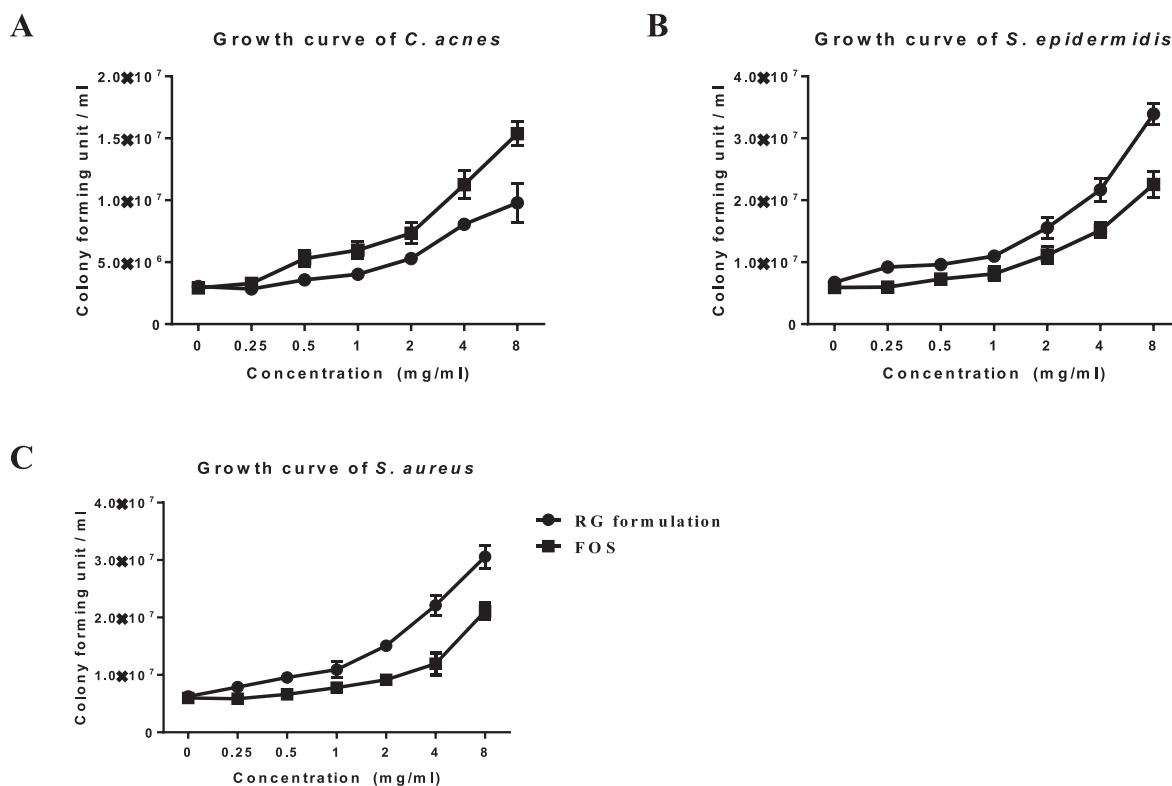 A
Growth curve of C. acnes
Colony forming unit / ml
2.0✖10⁷
1.5✖10⁷
1.0✖10⁷
5.0✖10⁶
0
0 0.25 0.5 1 2 4 8
Concentration (mg/ml)
B
Growth curve of S. epidermidis
Colony forming unit / ml
4.0✖10⁷
3.0✖10⁷
2.0✖10⁷
1.0✖10⁷
0
0 0.25 0.5 1 2 4 8
Concentration (mg/ml)
C
Growth curve of S. aureus
Colony forming unit / ml
4.0✖10⁷
3.0✖10⁷
2.0✖10⁷
1.0✖10⁷
0
0 0.25 0.5 1 2 4 8
Concentration (mg/ml)
RG formulation
FOS